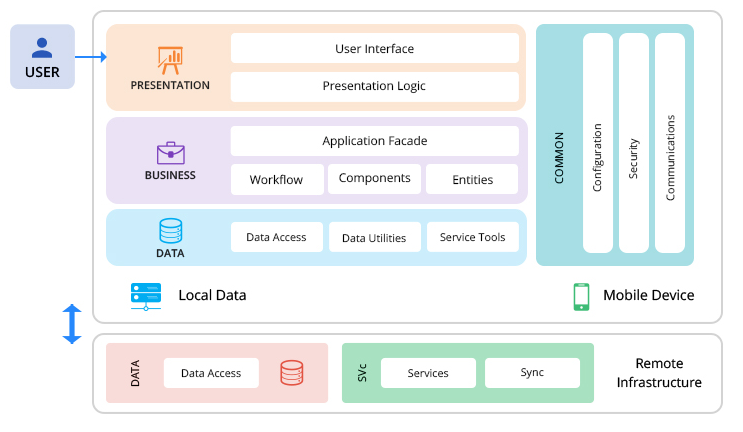 USER
PRESENTATION
User Interface
Presentation Logic
BUSINESS
Application Facade
Workflow
Components
Entities
DATA
Data Access
Data Utilities
Service Tools
COMMON
Configuration
Security
Communications
Local Data
Mobile Device
DATA
Data Access
SVc
Services
Sync
Remote
Infrastructure